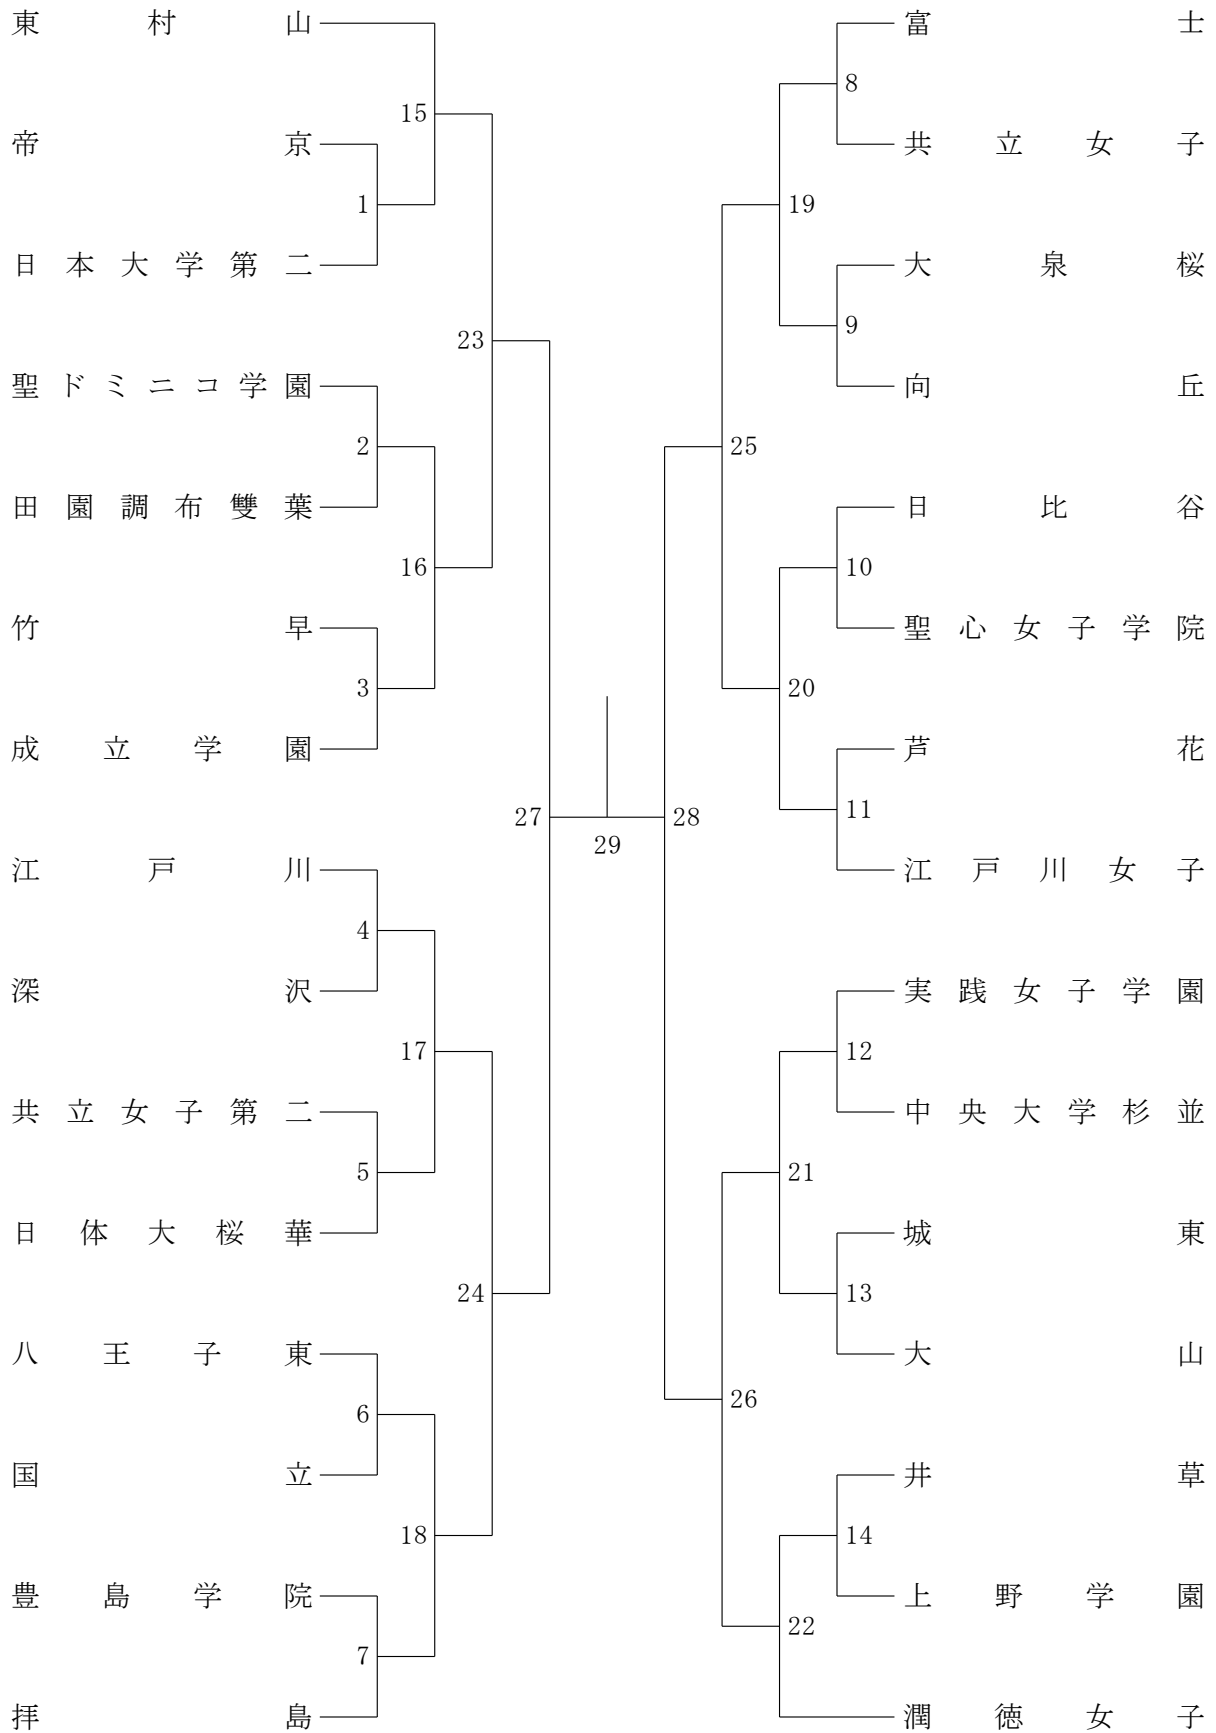 東村山
15
帝京
1
日本大学第二
23
聖ドミニコ学園
2
田園調布雙葉
16
竹早
3
成立学園
27
江戸川
4
深沢
17
共立女子第二
5
日体大桜華
24
八王子東
6
国立
18
豊島学院
7
拝島
29
富士
8
共立女子
19
大泉桜
9
向丘
25
日比谷
10
聖心女子学院
20
芦花
11
江戸川女子
28
実践女子学園
12
中央大学杉並
21
城東
13
大山
26
井草
14
上野学園
22
潤徳女子